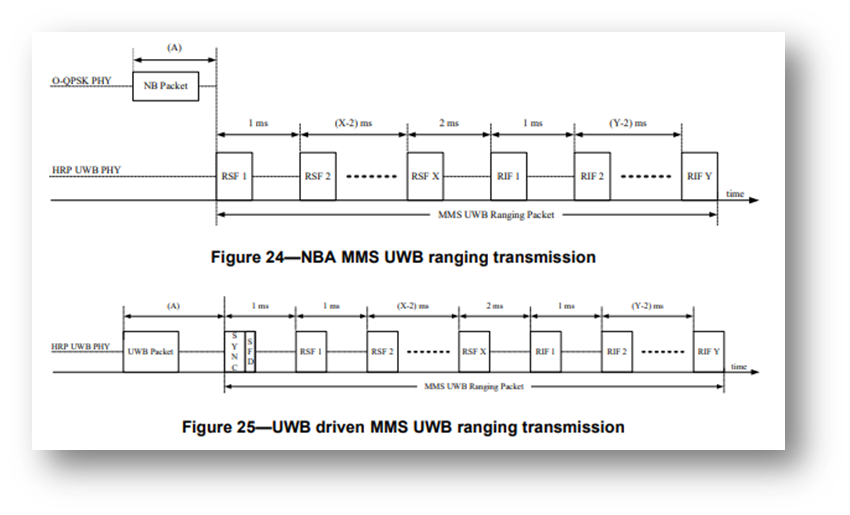 (A)
O-QPSK PHY
NB Packet
1 ms
(X-2) ms
2 ms
1 ms
(Y-2) ms
HRP UWB PHY
RSF 1
RSF 2
RSF X
RIF 1
RIF 2
RIF Y
time
MMS UWB Ranging Packet
Figure 24—NBA MMS UWB ranging transmission
(A)
1 ms
1 ms
(X-2) ms
2 ms
1 ms
(Y-2) ms
HRP UWB PHY
UWB Packet
SYNC
SFD
RSF 1
RSF 2
RSF X
RIF 1
RIF 2
RIF Y
time
MMS UWB Ranging Packet
Figure 25—UWB driven MMS UWB ranging transmission